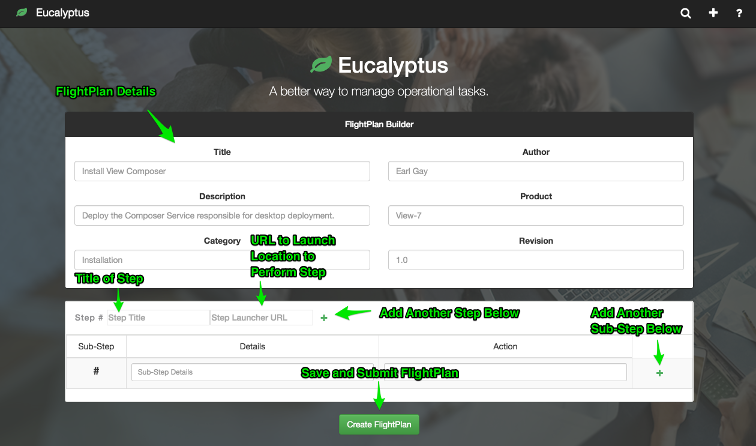 Eucalyptus
?
Eucalyptus
A better way to manage operational tasks.
FlightPlan Details
FlightPlan Builder
Title
Author
Install View Composer
Earl Gay
Description
Product
Deploy the Composer Service responsible for desktop deployment.
View-7
Category
Revision
Installation
1.0
URL to Launch
Location to
Perform Step
Title of Step
Step #
Step Title
Step Launcher URL
+
Add Another Step Below
Add Another
Sub-Step Below
Sub-Step
Details
Action
#
Sub-Step Details
+
Save and Submit FlightPlan
Create FlightPlan